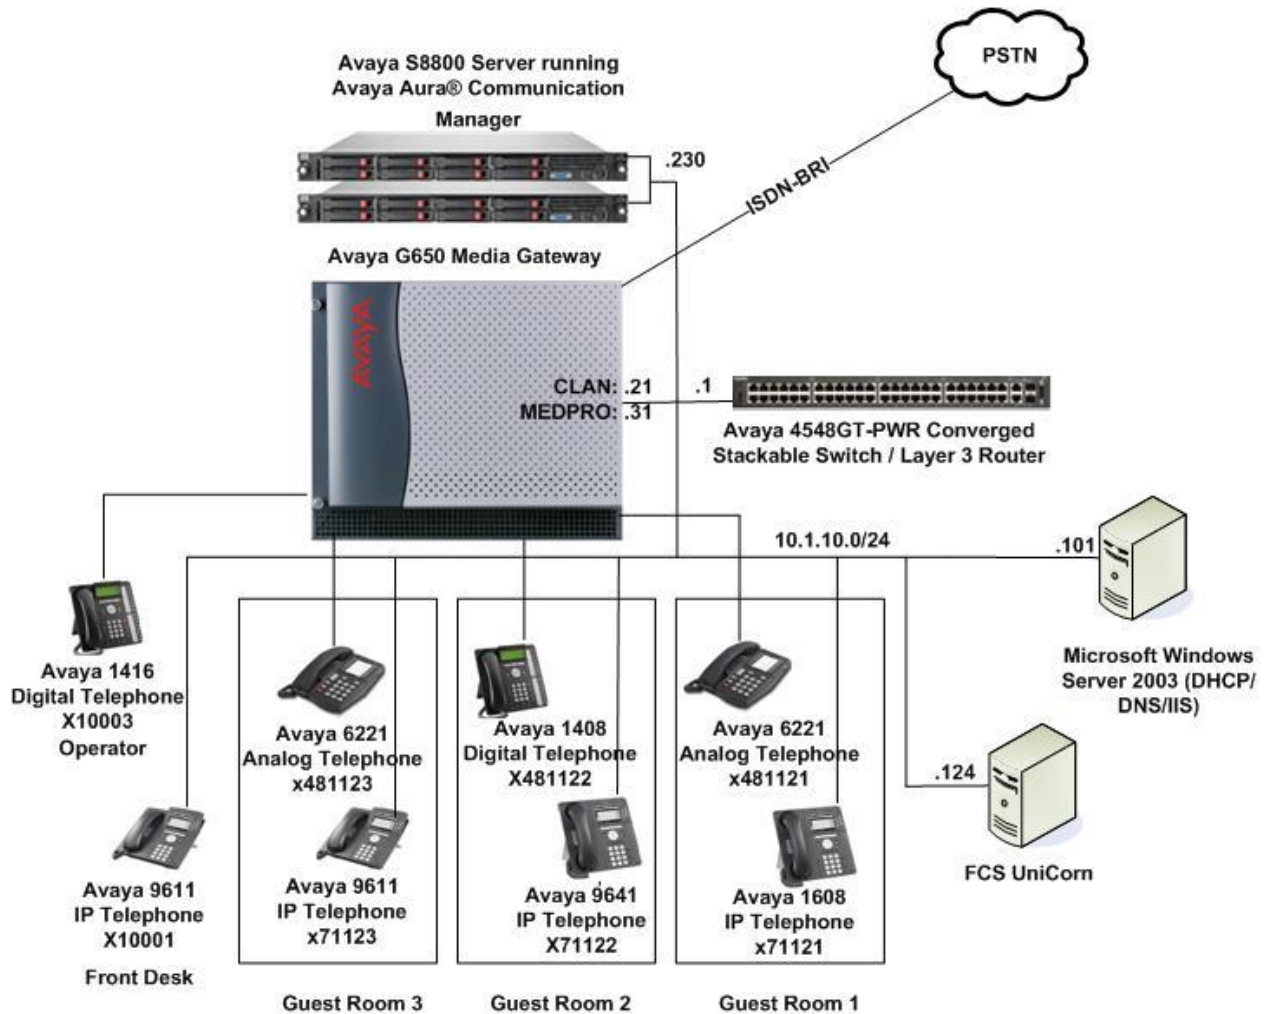 PSTN
Avaya S8800 Server running
Avaya Aura® Communication
Manager
.230
ISDN-BRI
Avaya G650 Media Gateway
AVAYA
CLAN: .21
MEDPRO: .31
.1
Avaya 4548GT-PWR Converged
Stackable Switch / Layer 3 Router
10.1.10.0/24
.101
Microsoft Windows
Server 2003 (DHCP/
DNS/IIS)
.124
FCS UniCorn
Avaya 1416
Digital Telephone
X10003
Operator
Avaya 6221
Analog Telephone
x481123
Avaya 1408
Digital Telephone
X481122
Avaya 6221
Analog Telephone
x481121
Avaya 9611
IP Telephone
X10001
Front Desk
Avaya 9611
IP Telephone
x71123
Avaya 9641
IP Telephone
X71122
Avaya 1608
IP Telephone
x71121
Guest Room 3
Guest Room 2
Guest Room 1